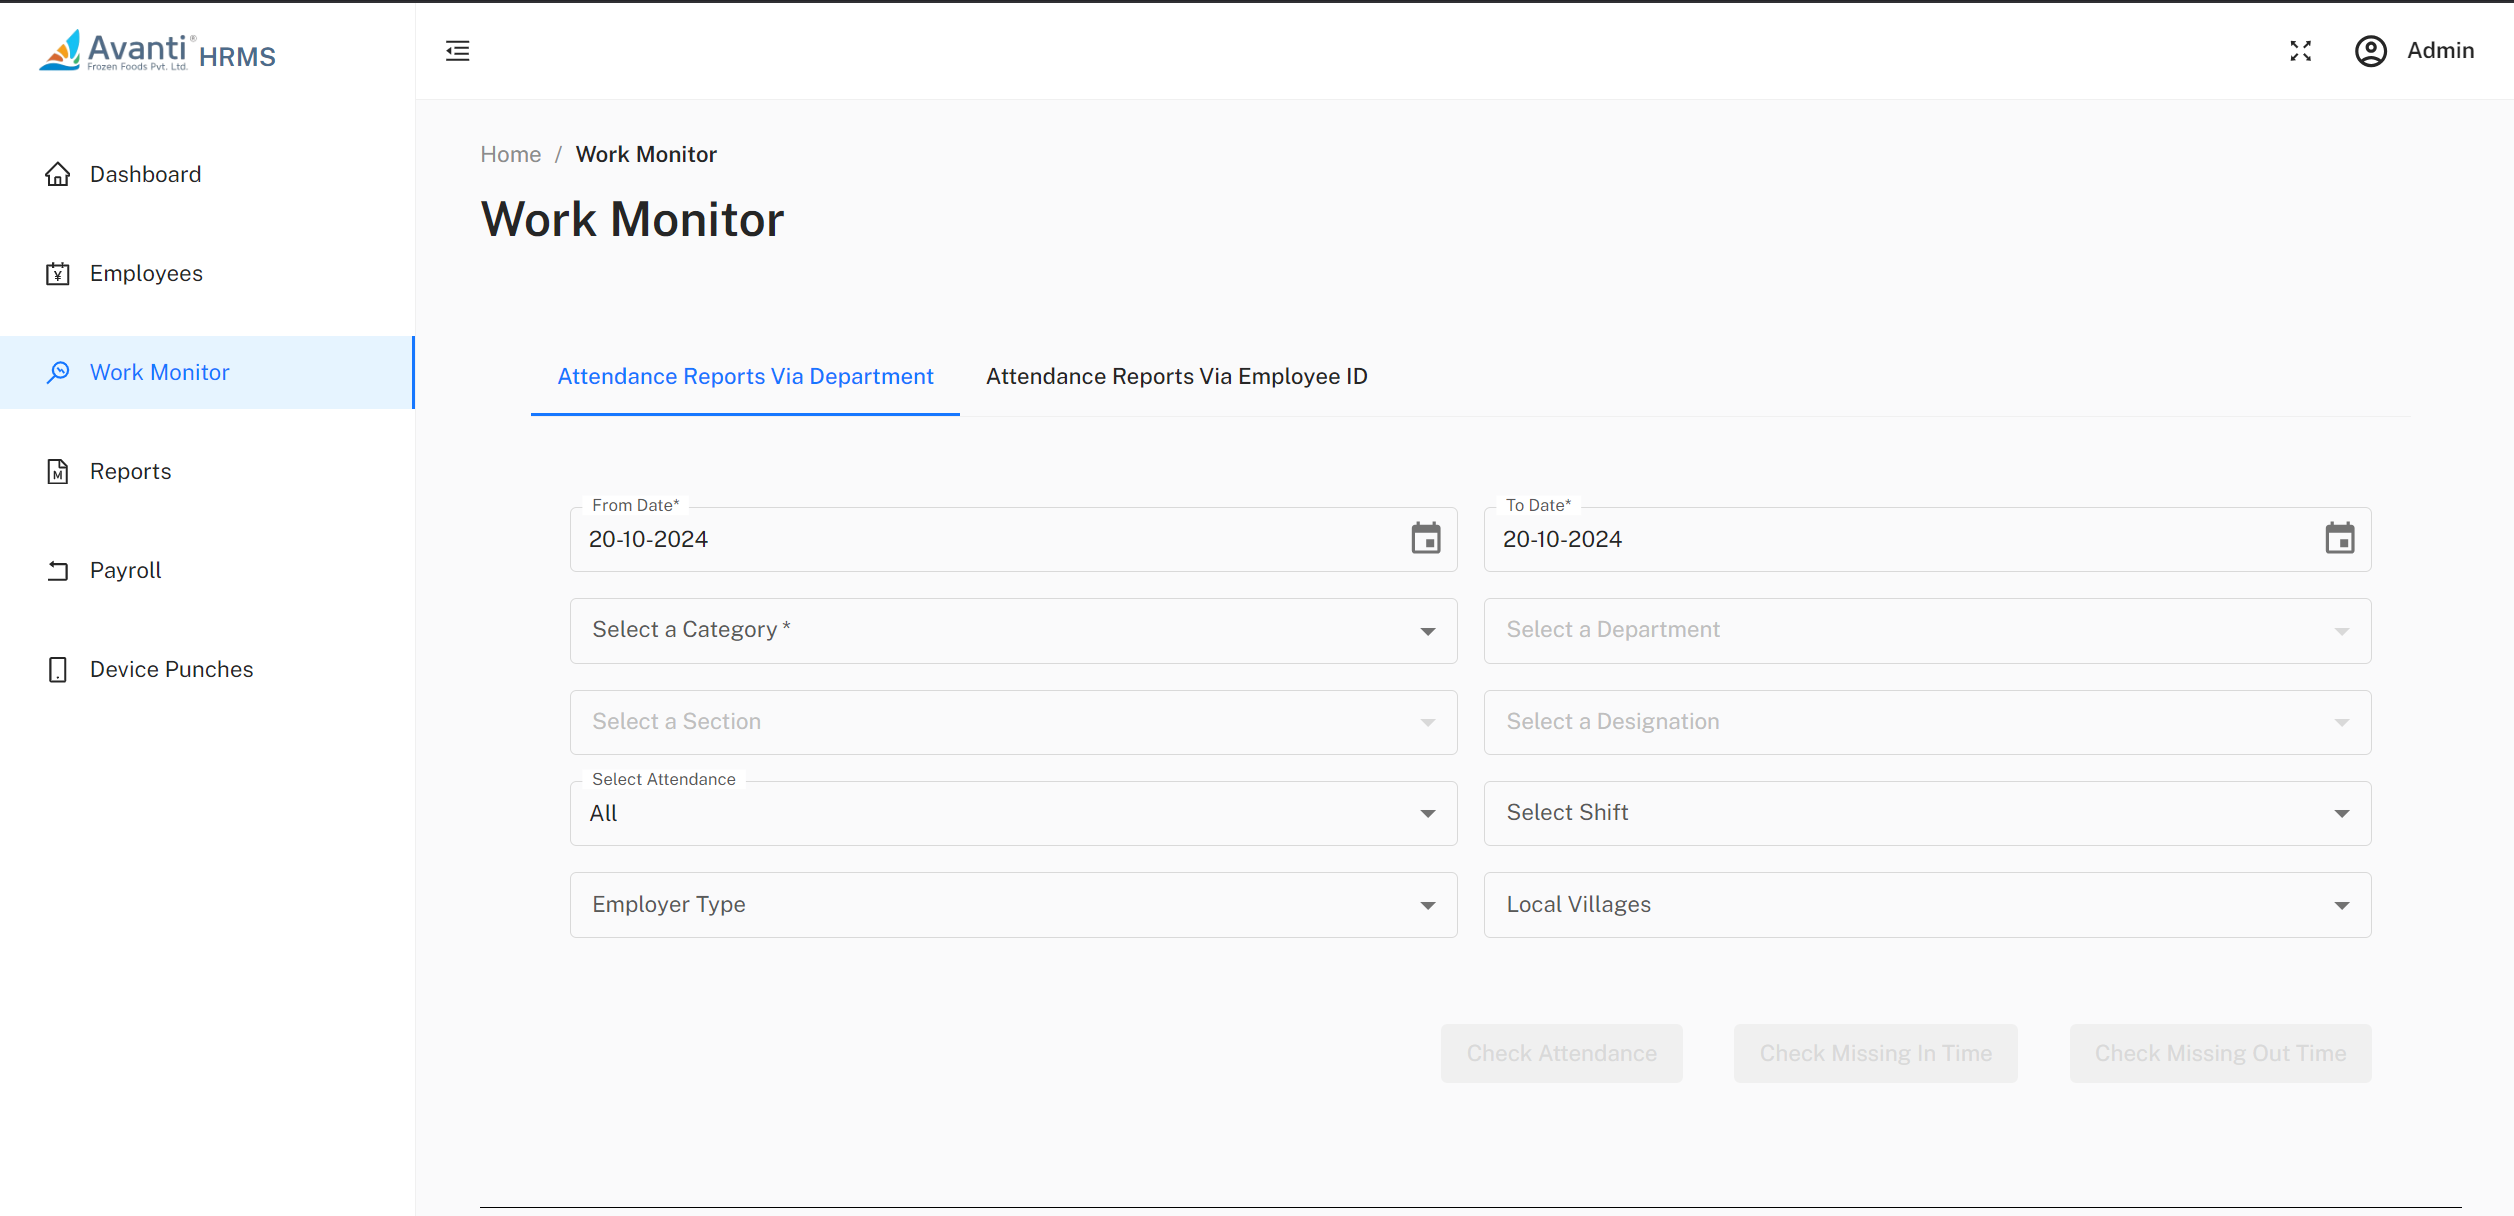 Avanti®
Frozen Foods Pvt. Ltd.
HRMS
Admin
Dashboard
Employees
Work Monitor
Reports
Payroll
Device Punches
Home / Work Monitor
Work Monitor
Attendance Reports Via Department
Attendance Reports Via Employee ID
From Date*
20-10-2024
To Date*
20-10-2024
Select a Category *
Select a Department
Select a Section
Select a Designation
Select Attendance
All
Select Shift
Employer Type
Local Villages
Check Attendance
Check Missing In Time
Check Missing Out Time